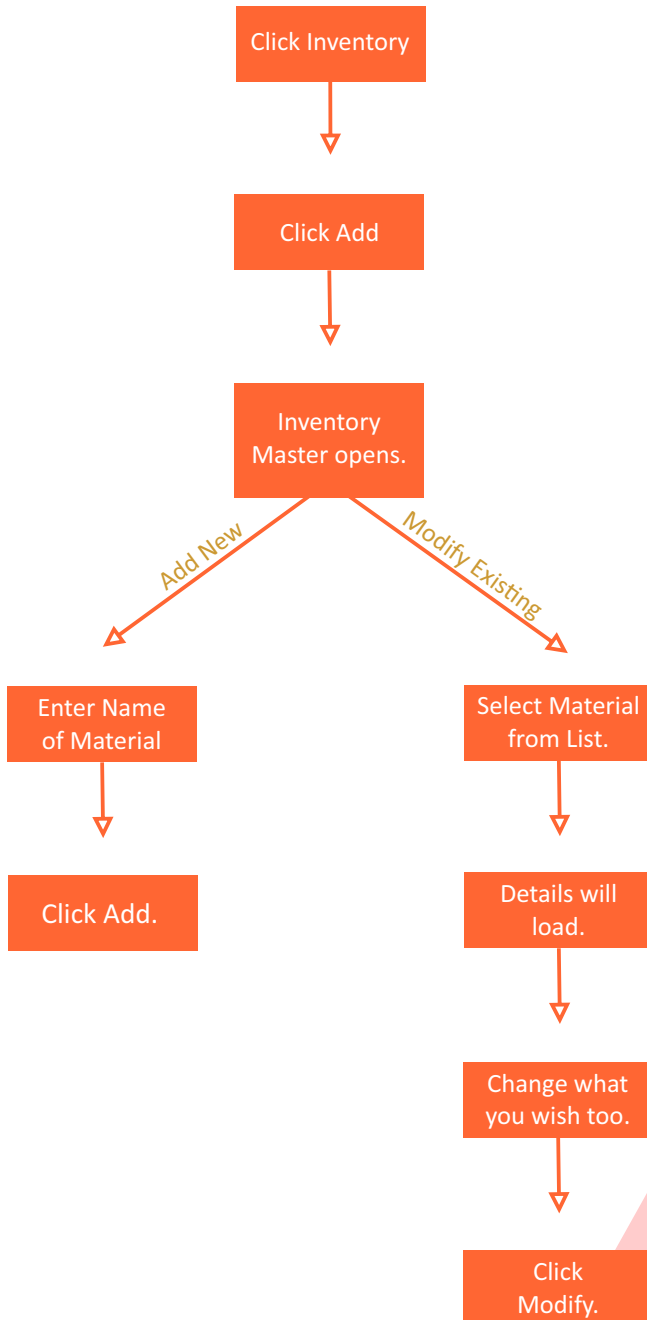 Click Inventory
Click Add
Inventory
Master opens.
Add New
Modify Existing
Enter Name
of Material
Click Add.
Select Material
from List.
Details will
load.
Change what
you wish too.
Click
Modify.